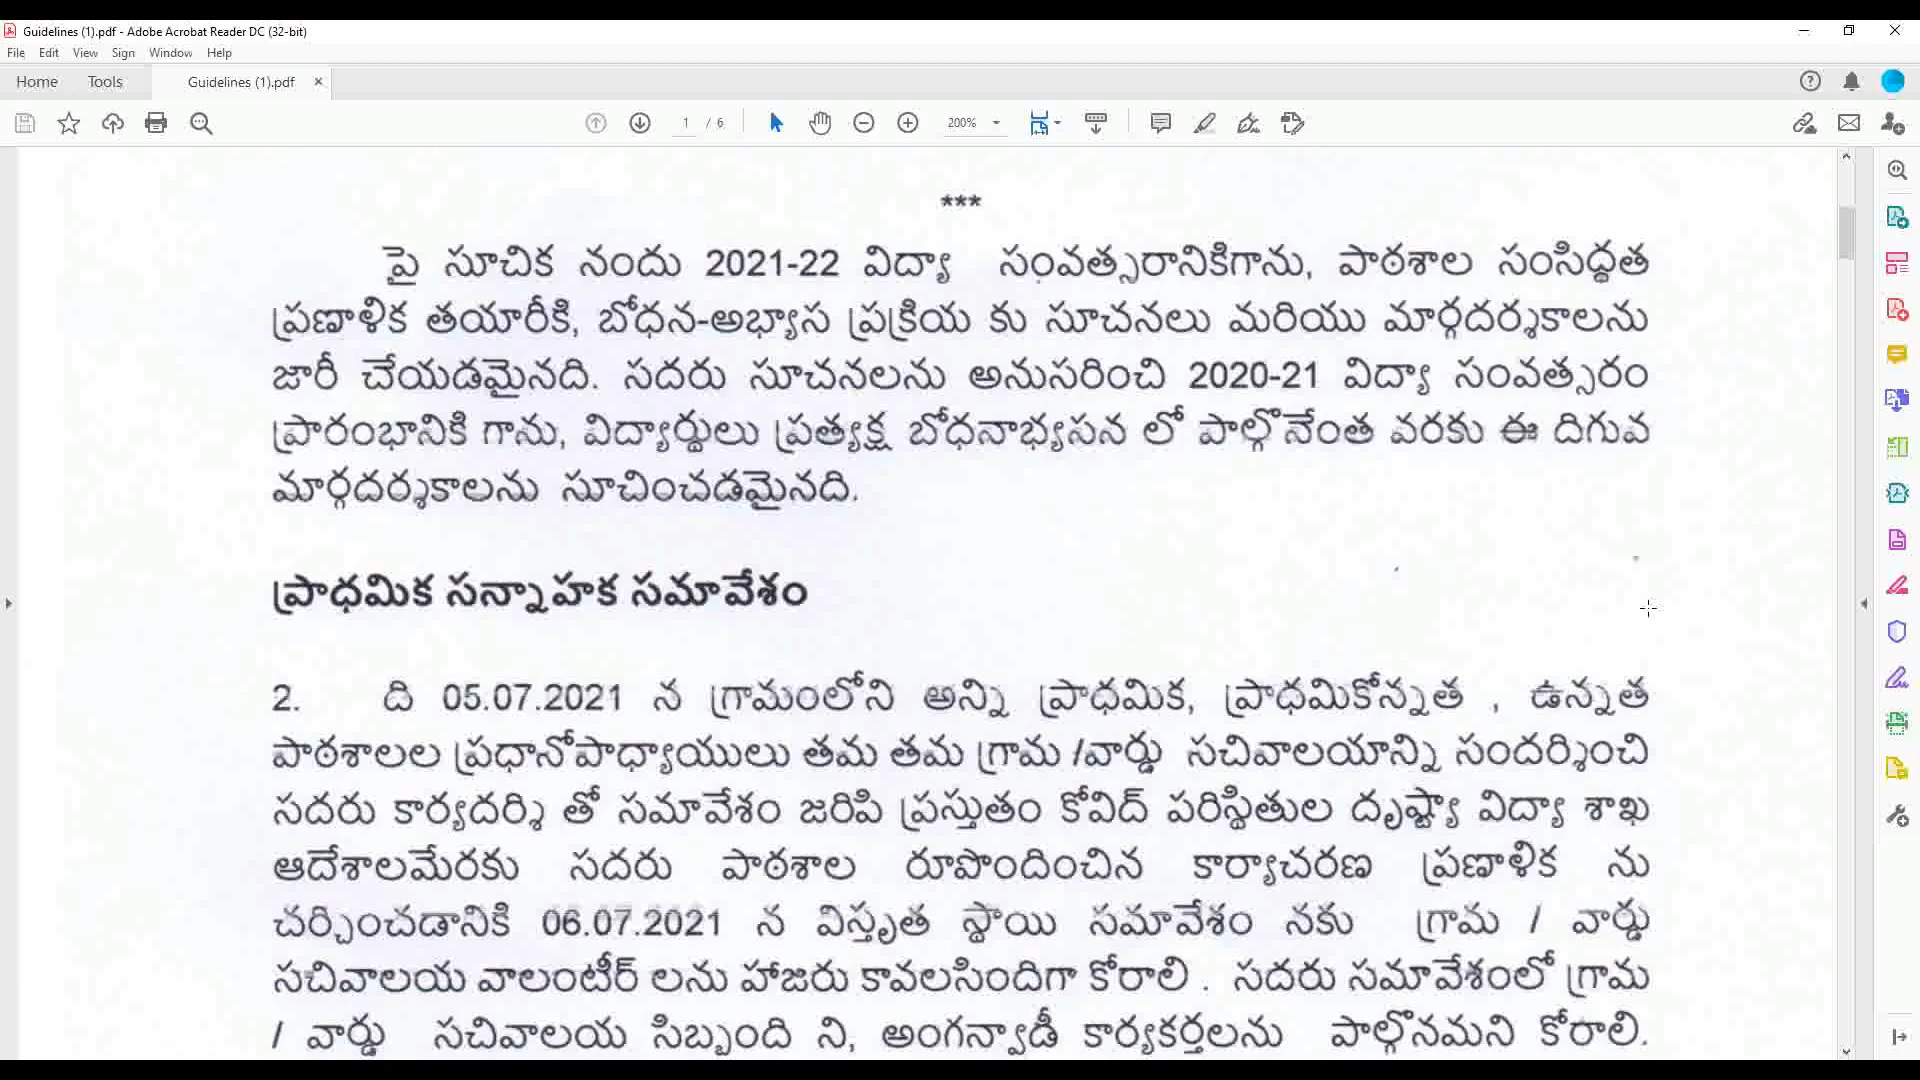 Guidelines (1).pdf - Adobe Acrobat Reader DC (32-bit)
File Edit View Sign Window Help
Home Tools Guidelines (1).pdf
1 / 6 200%
***
పై సూచిక నందు 2021-22 విద్యా సంవత్సరానికిగాను, పాఠశాల సంసిద్ధత
ప్రణాళిక తయారీకి, బోధన-అభ్యాస ప్రక్రియ కు సూచనలు మరియు మార్గదర్శకాలను
జారీ చేయడమైనది. సదరు సూచనలను అనుసరించి 2020-21 విద్యా సంవత్సరం
ప్రారంభానికి గాను, విద్యార్థులు ప్రత్యక్ష బోధనాభ్యసన లో పాల్గొనేంత వరకు ఈ దిగువ
మార్గదర్శకాలను సూచించడమైనది.
ప్రాధమిక సన్నాహక సమావేశం
2. ది 05.07.2021 న గ్రామంలోని అన్ని ప్రాధమిక, ప్రాధమికోన్నత , ఉన్నత
పాఠశాలల ప్రధానోపాధ్యాయులు తమ తమ గ్రామ /వార్డు సచివాలయాన్ని సందర్శించి
సదరు కార్యదర్శి తో సమావేశం జరిపి ప్రస్తుతం కోవిద్ పరిస్థితుల దృష్ట్యా విద్యా శాఖ
ఆదేశాలమేరకు సదరు పాఠశాల రూపొందించిన కార్యాచరణ ప్రణాళిక ను
చర్చించడానికి 06.07.2021 న విస్తృత స్థాయి సమావేశం నకు గ్రామ / వార్డు
సచివాలయ వాలంటీర్ లను హాజరు కావలసిందిగా కోరాలి . సదరు సమావేశంలో గ్రామ
/ వార్డు సచివాలయ సిబ్బంది ని, అంగన్వాడీ కార్యకర్తలను పాల్గొనమని కోరాలి.